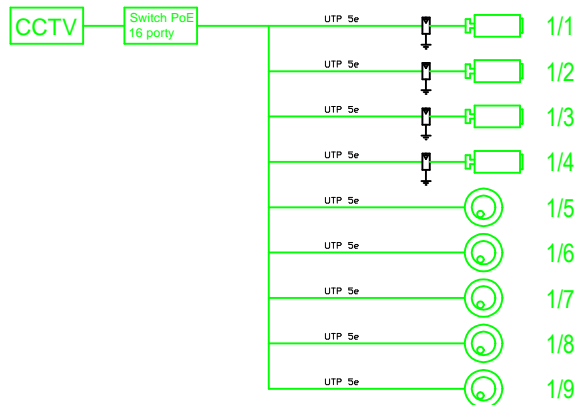 CCTV
Switch PoE
16 porty
UTP 5e
1/1
UTP 5e
1/2
UTP 5e
1/3
UTP 5e
1/4
UTP 5e
1/5
UTP 5e
1/6
UTP 5e
1/7
UTP 5e
1/8
UTP 5e
1/9